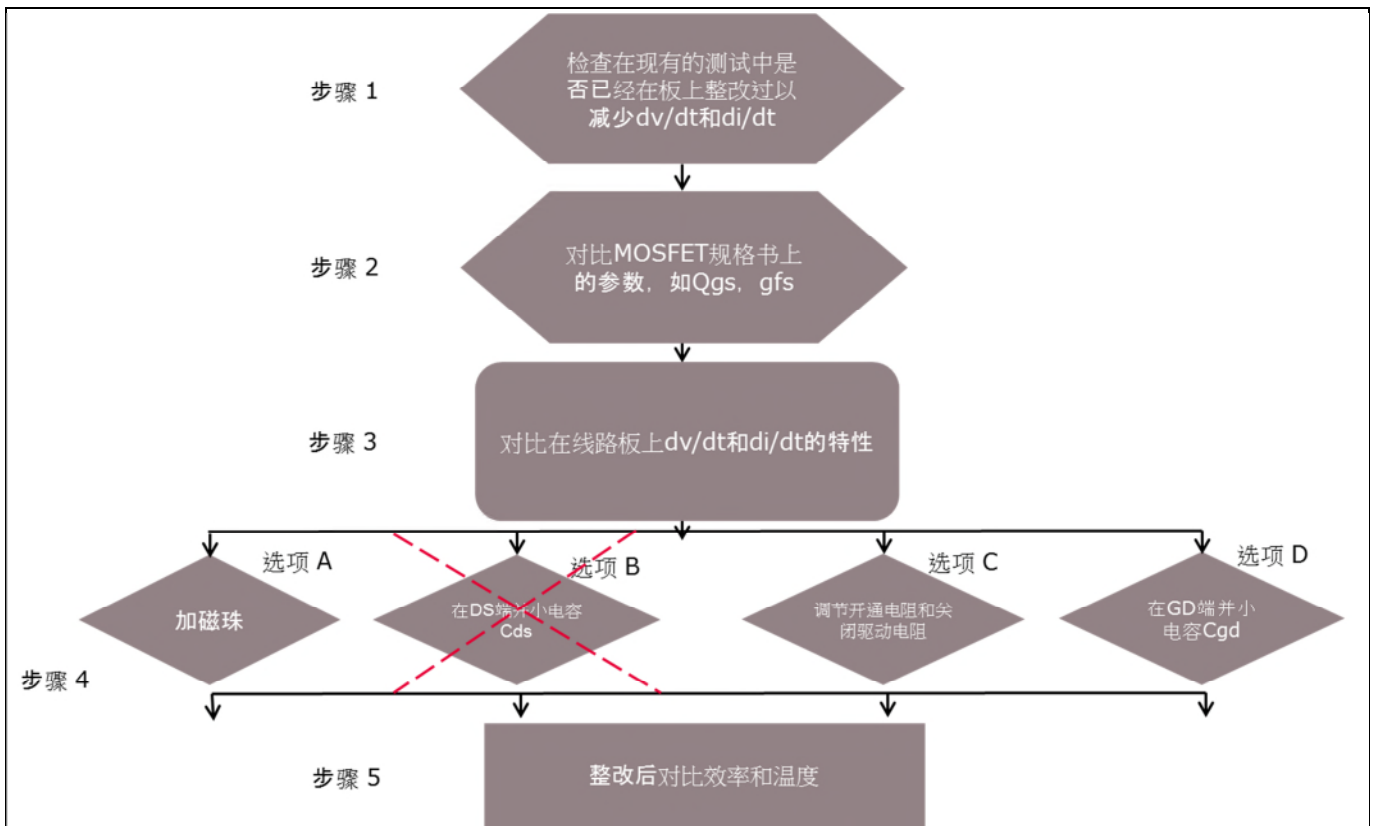 步骤 1
检查在现有的测试中是
否已经在板上整改过以
减少dv/dt和di/dt
步骤 2
对比MOSFET规格书上
的参数，如Qgs，gfs
步骤 3
对比在线路板上dv/dt和di/dt的特性
选项 A
选项 B
选项 C
选项 D
加磁珠
在DS端并小电容
Cds
调节开通电阻和关
闭驱动电阻
在GD端并小
电容Cgd
步骤 4
步骤 5
整改后对比效率和温度